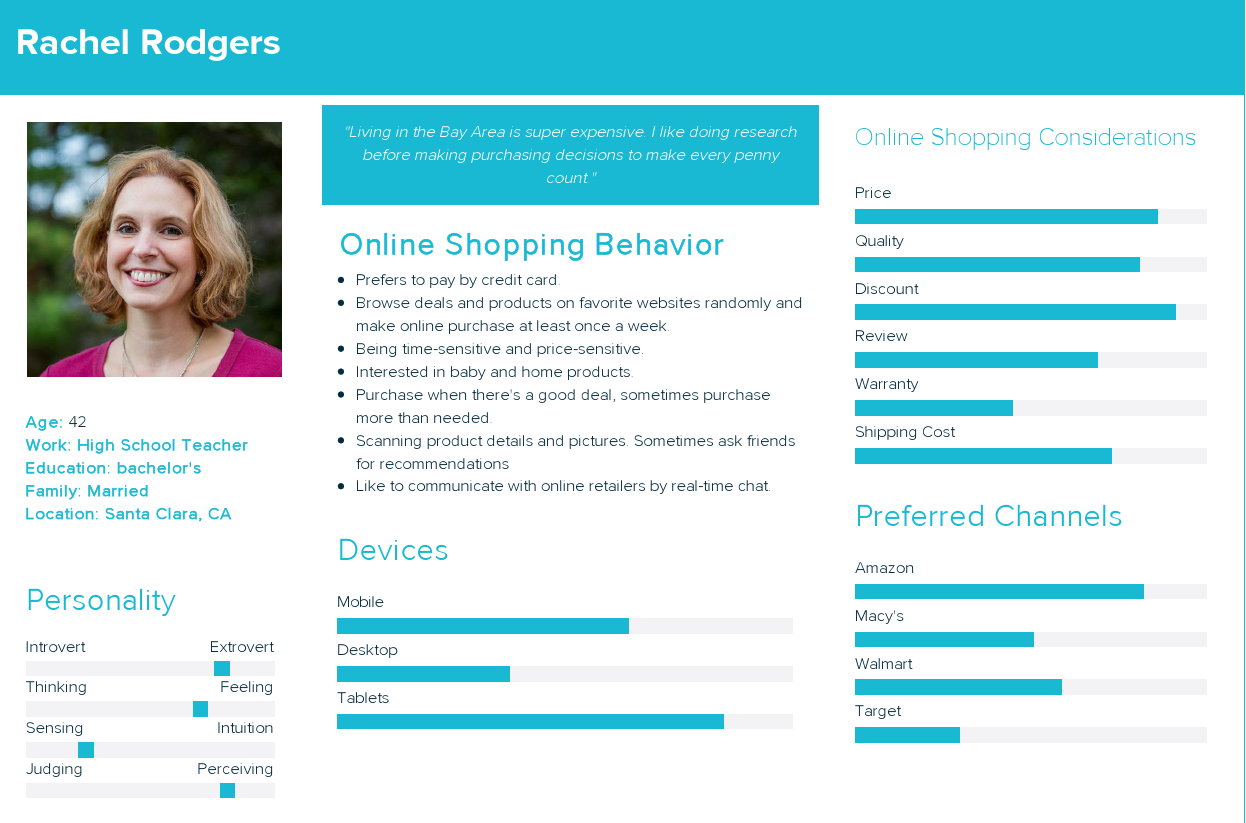 Rachel Rodgers
"Living in the Bay Area is super expensive. I like doing research
before making purchasing decisions to make every penny
count."
Age: 42
Work: High School Teacher
Education: bachelor's
Family: Married
Location: Santa Clara, CA
Personality
Introvert Extrovert
Thinking Feeling
Sensing Intuition
Judging Perceiving
Online Shopping Behavior
Prefers to pay by credit card.
Browse deals and products on favorite websites randomly and
make online purchase at least once a week.
Being time-sensitive and price-sensitive.
Interested in baby and home products.
Purchase when there's a good deal, sometimes purchase
more than needed.
Scanning product details and pictures. Sometimes ask friends
for recommendations
Like to communicate with online retailers by real-time chat.
Devices
Mobile
Desktop
Tablets
Online Shopping Considerations
Price
Quality
Discount
Review
Warranty
Shipping Cost
Preferred Channels
Amazon
Macy's
Walmart
Target